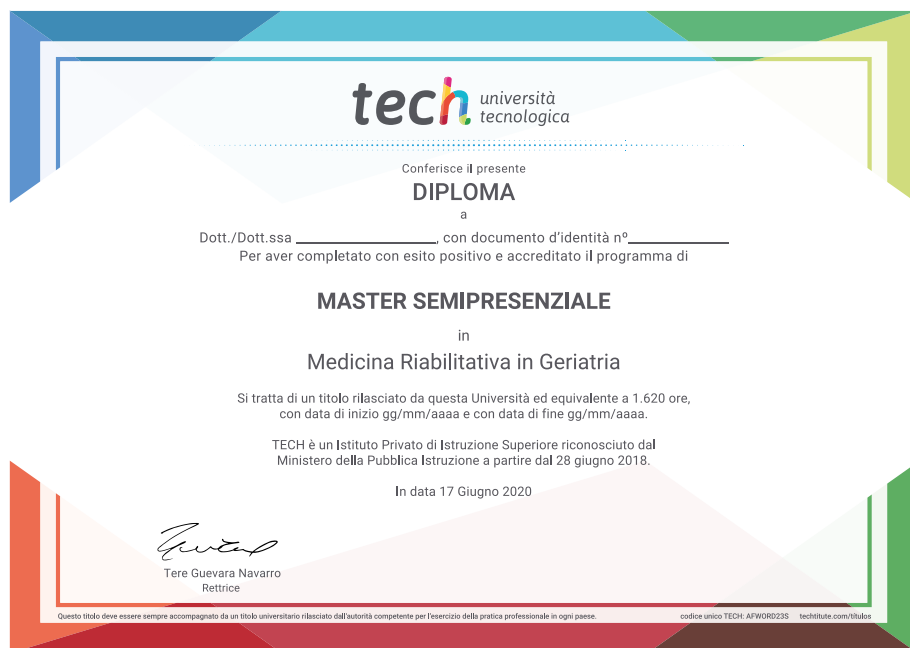 tech università
tecnologica
Conferisce il presente
DIPLOMA
a
Dott./Dott.ssa ________________, con documento d'identità nº____________
Per aver completato con esito positivo e accreditato il programma di
MASTER SEMIPRESENZIALE
in
Medicina Riabilitativa in Geriatria
Si tratta di un titolo rilasciato da questa Università ed equivalente a 1.620 ore,
con data di inizio gg/mm/aaaa e con data di fine gg/mm/aaaa.
TECH è un Istituto Privato di Istruzione Superiore riconosciuto dal
Ministero della Pubblica Istruzione a partire dal 28 giugno 2018.
In data 17 Giugno 2020
Tere Guevara Navarro
Rettrice
Questo titolo deve essere sempre accompagnato da un titolo universitario rilasciato dall'autorità competente per l'esercizio della pratica professionale in ogni paese. codice unico TECH: AFWORD23S techtitute.com/títulos